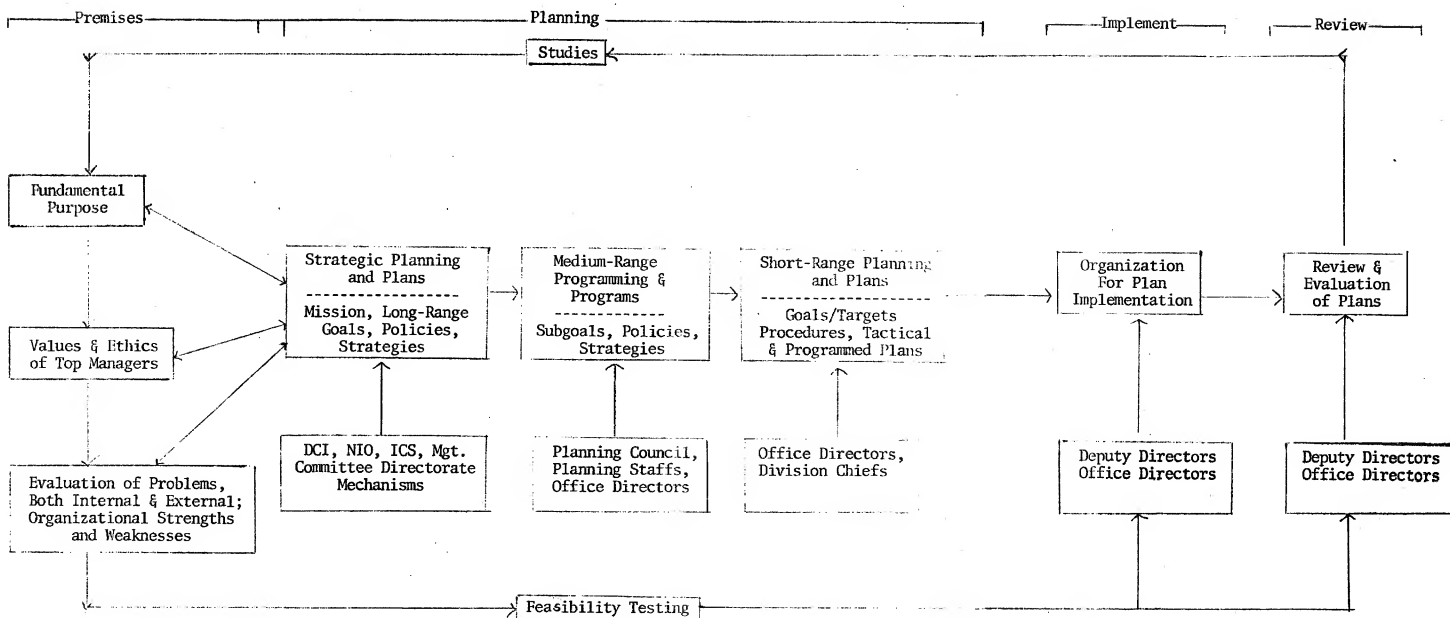 Premises
Planning
Implement
Review
Studies
Fundamental
Purpose
Values & Ethics
of Top Managers
Evaluation of Problems,
Both Internal & External;
Organizational Strengths
and Weaknesses
Strategic Planning
and Plans
Mission, Long-Range
Goals, Policies,
Strategies
DCI, NIO, ICS, Mgt.
Committee Directorate
Mechanisms
Medium-Range
Programming &
Programs
Subgoals, Policies,
Strategies
Planning Council,
Planning Staffs,
Office Directors
Short-Range Planning
and Plans
Goals/Targets
Procedures, Tactical
& Programmed Plans
Office Directors,
Division Chiefs
Organization
For Plan
Implementation
Deputy Directors
Office Directors
Review &
Evaluation
of Plans
Deputy Directors
Office Directors
Feasibility Testing